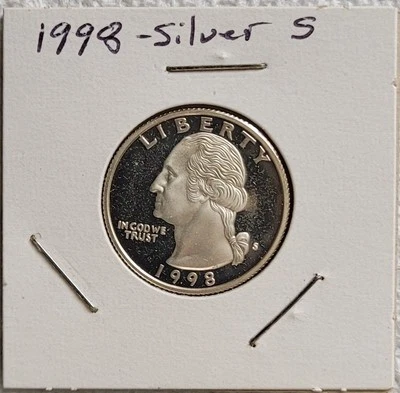 1998 - Silver S
LIBERTY
IN GOD WE
TRUST
S
1998